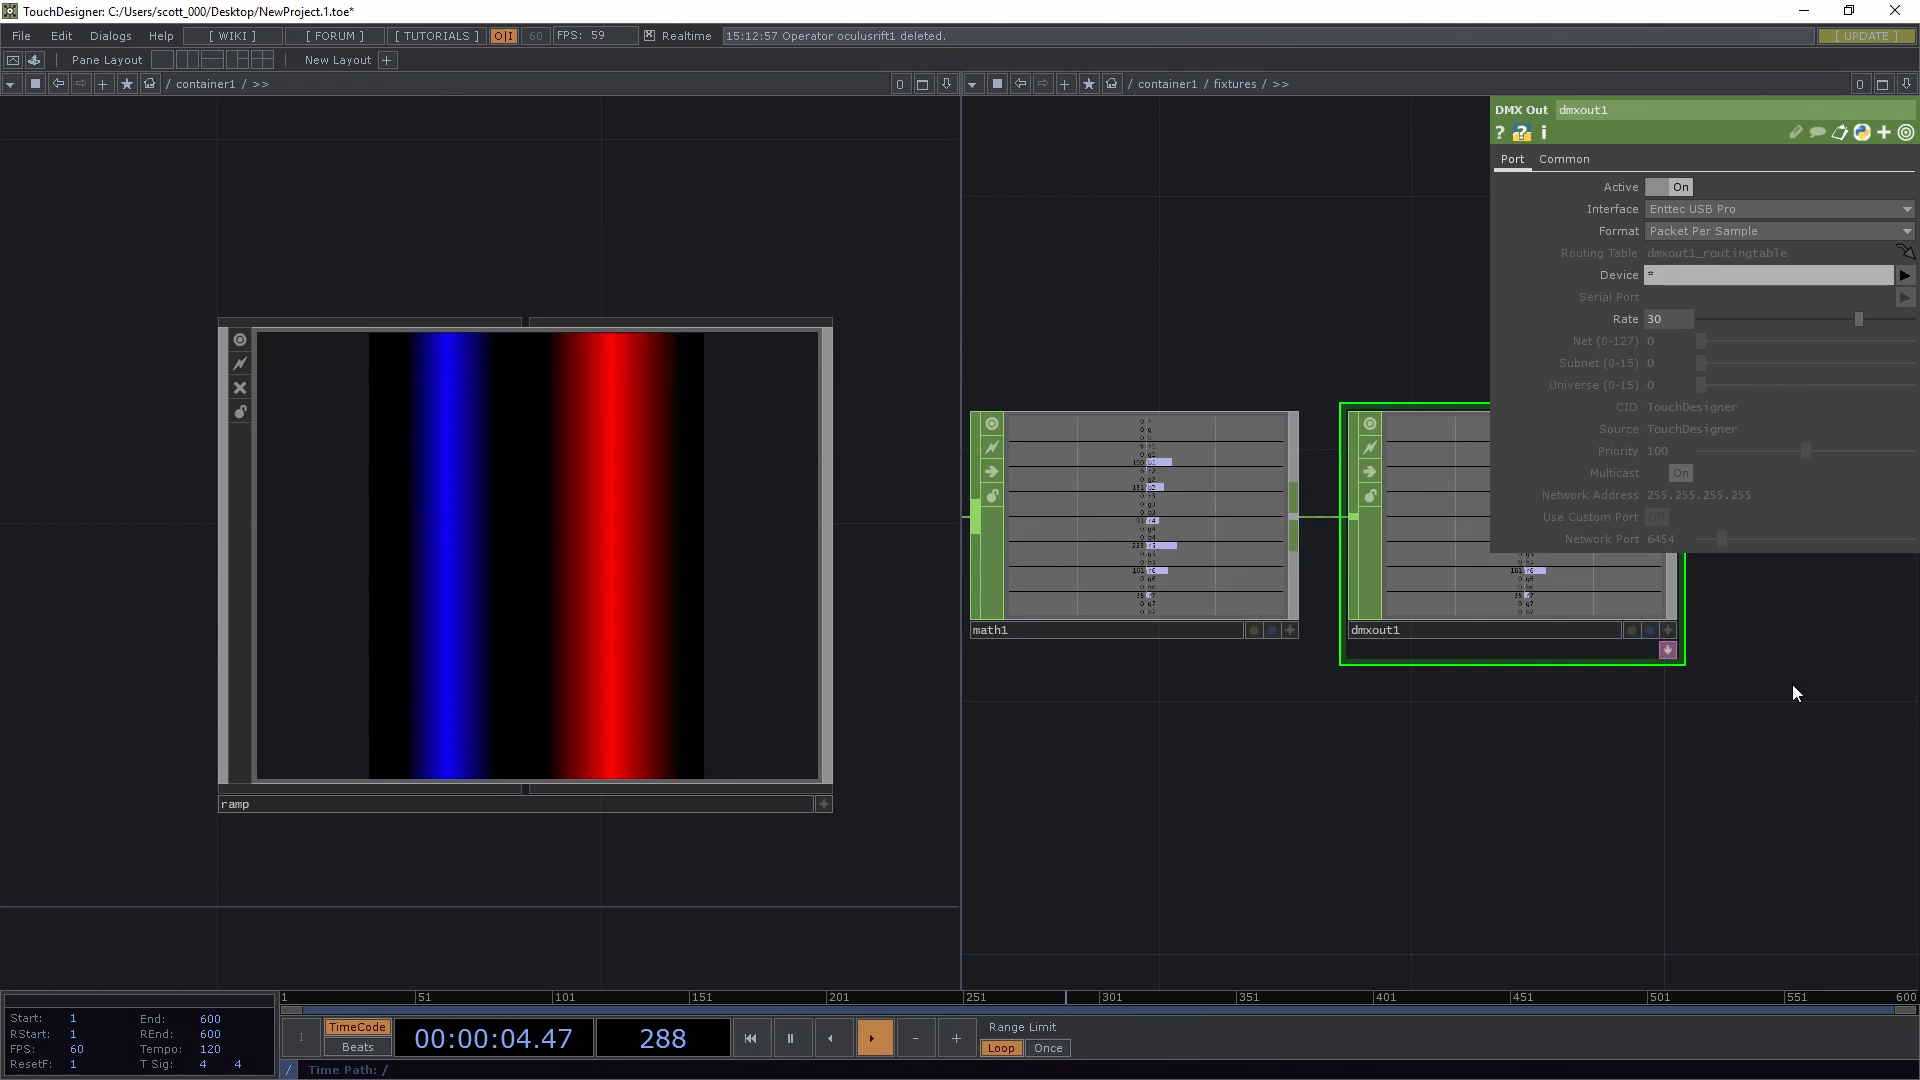 TouchDesigner: C:/Users/scott_000/Desktop/NewProject.1.toe*
File Edit Dialogs Help [ WIKI ] [ FORUM ] [ TUTORIALS ] O|I 60 FPS: 59 Realtime 15:12:57 Operator oculusrift1 deleted. [ UPDATE ]
Pane Layout New Layout +
/ container1 / >> 0
/ container1 / fixtures / >> 0
DMX Out dmxout1
Port Common
Active On
Interface Enttec USB Pro
Format Packet Per Sample
Routing Table dmxout1_routingtable
Device *
Serial Port
Rate 30
Net (0-127) 0
Subnet (0-15) 0
Universe (0-15) 0
CID TouchDesigner
Source TouchDesigner
Priority 100
Multicast On
Network Address 255.255.255.255
Use Custom Port Off
Network Port 6454
math1
dmxout1
ramp
1 51 101 151 201 251 301 351 401 451 501 551 600
Start: 1 End: 600
RStart: 1 REnd: 600
FPS: 60 Tempo: 120
ResetF: 1 T Sig: 4 4
TimeCode
Beats
00:00:04.47
288
Range Limit
Loop Once
/ Time Path: /